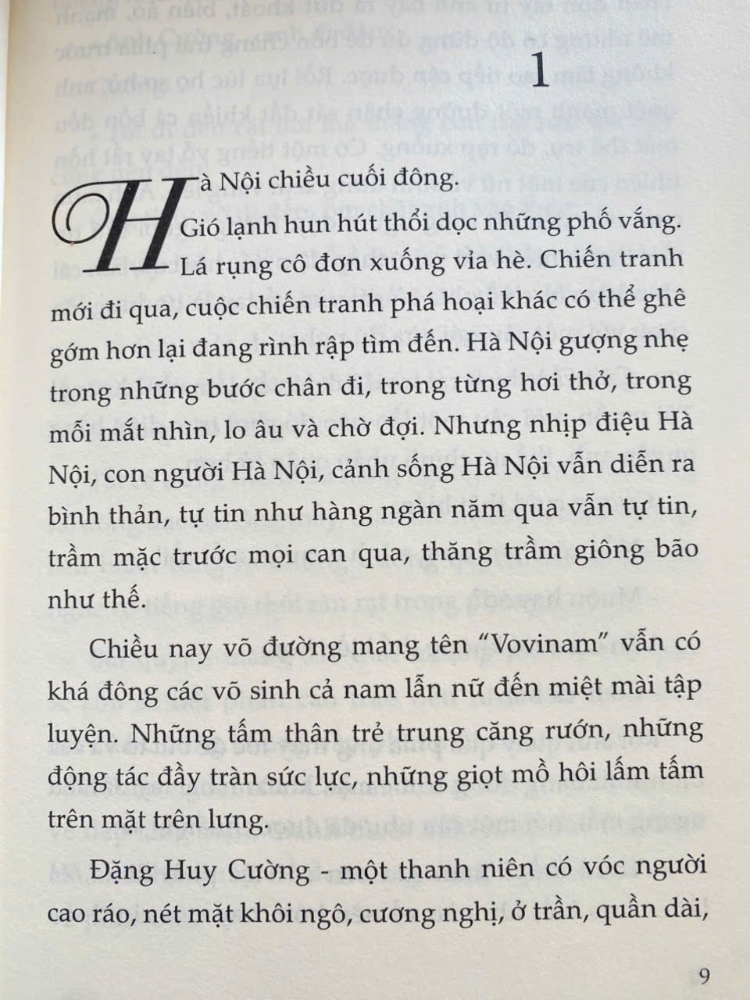 1
Hà Nội chiều cuối đông.
Gió lạnh hun hút thổi dọc những phố vắng.
Lá rụng cô đơn xuống vỉa hè. Chiến tranh
mới đi qua, cuộc chiến tranh phá hoại khác có thể ghê
gớm hơn lại đang rình rập tìm đến. Hà Nội gượng nhẹ
trong những bước chân đi, trong từng hơi thở, trong
mỗi mắt nhìn, lo âu và chờ đợi. Nhưng nhịp điệu Hà
Nội, con người Hà Nội, cảnh sống Hà Nội vẫn diễn ra
bình thản, tự tin như hàng ngàn năm qua vẫn tự tin,
trầm mặc trước mọi can qua, thăng trầm giông bão
như thế.
Chiều nay võ đường mang tên “Vovinam” vẫn có
khá đông các võ sinh cả nam lẫn nữ đến miệt mài tập
luyện. Những tấm thân trẻ trung căng rướn, những
động tác đầy tràn sức lực, những giọt mồ hôi lấm tấm
trên mặt trên lưng.
Đặng Huy Cường - một thanh niên có vóc người
cao ráo, nét mặt khôi ngô, cương nghị, ở trần, quần dài,
9